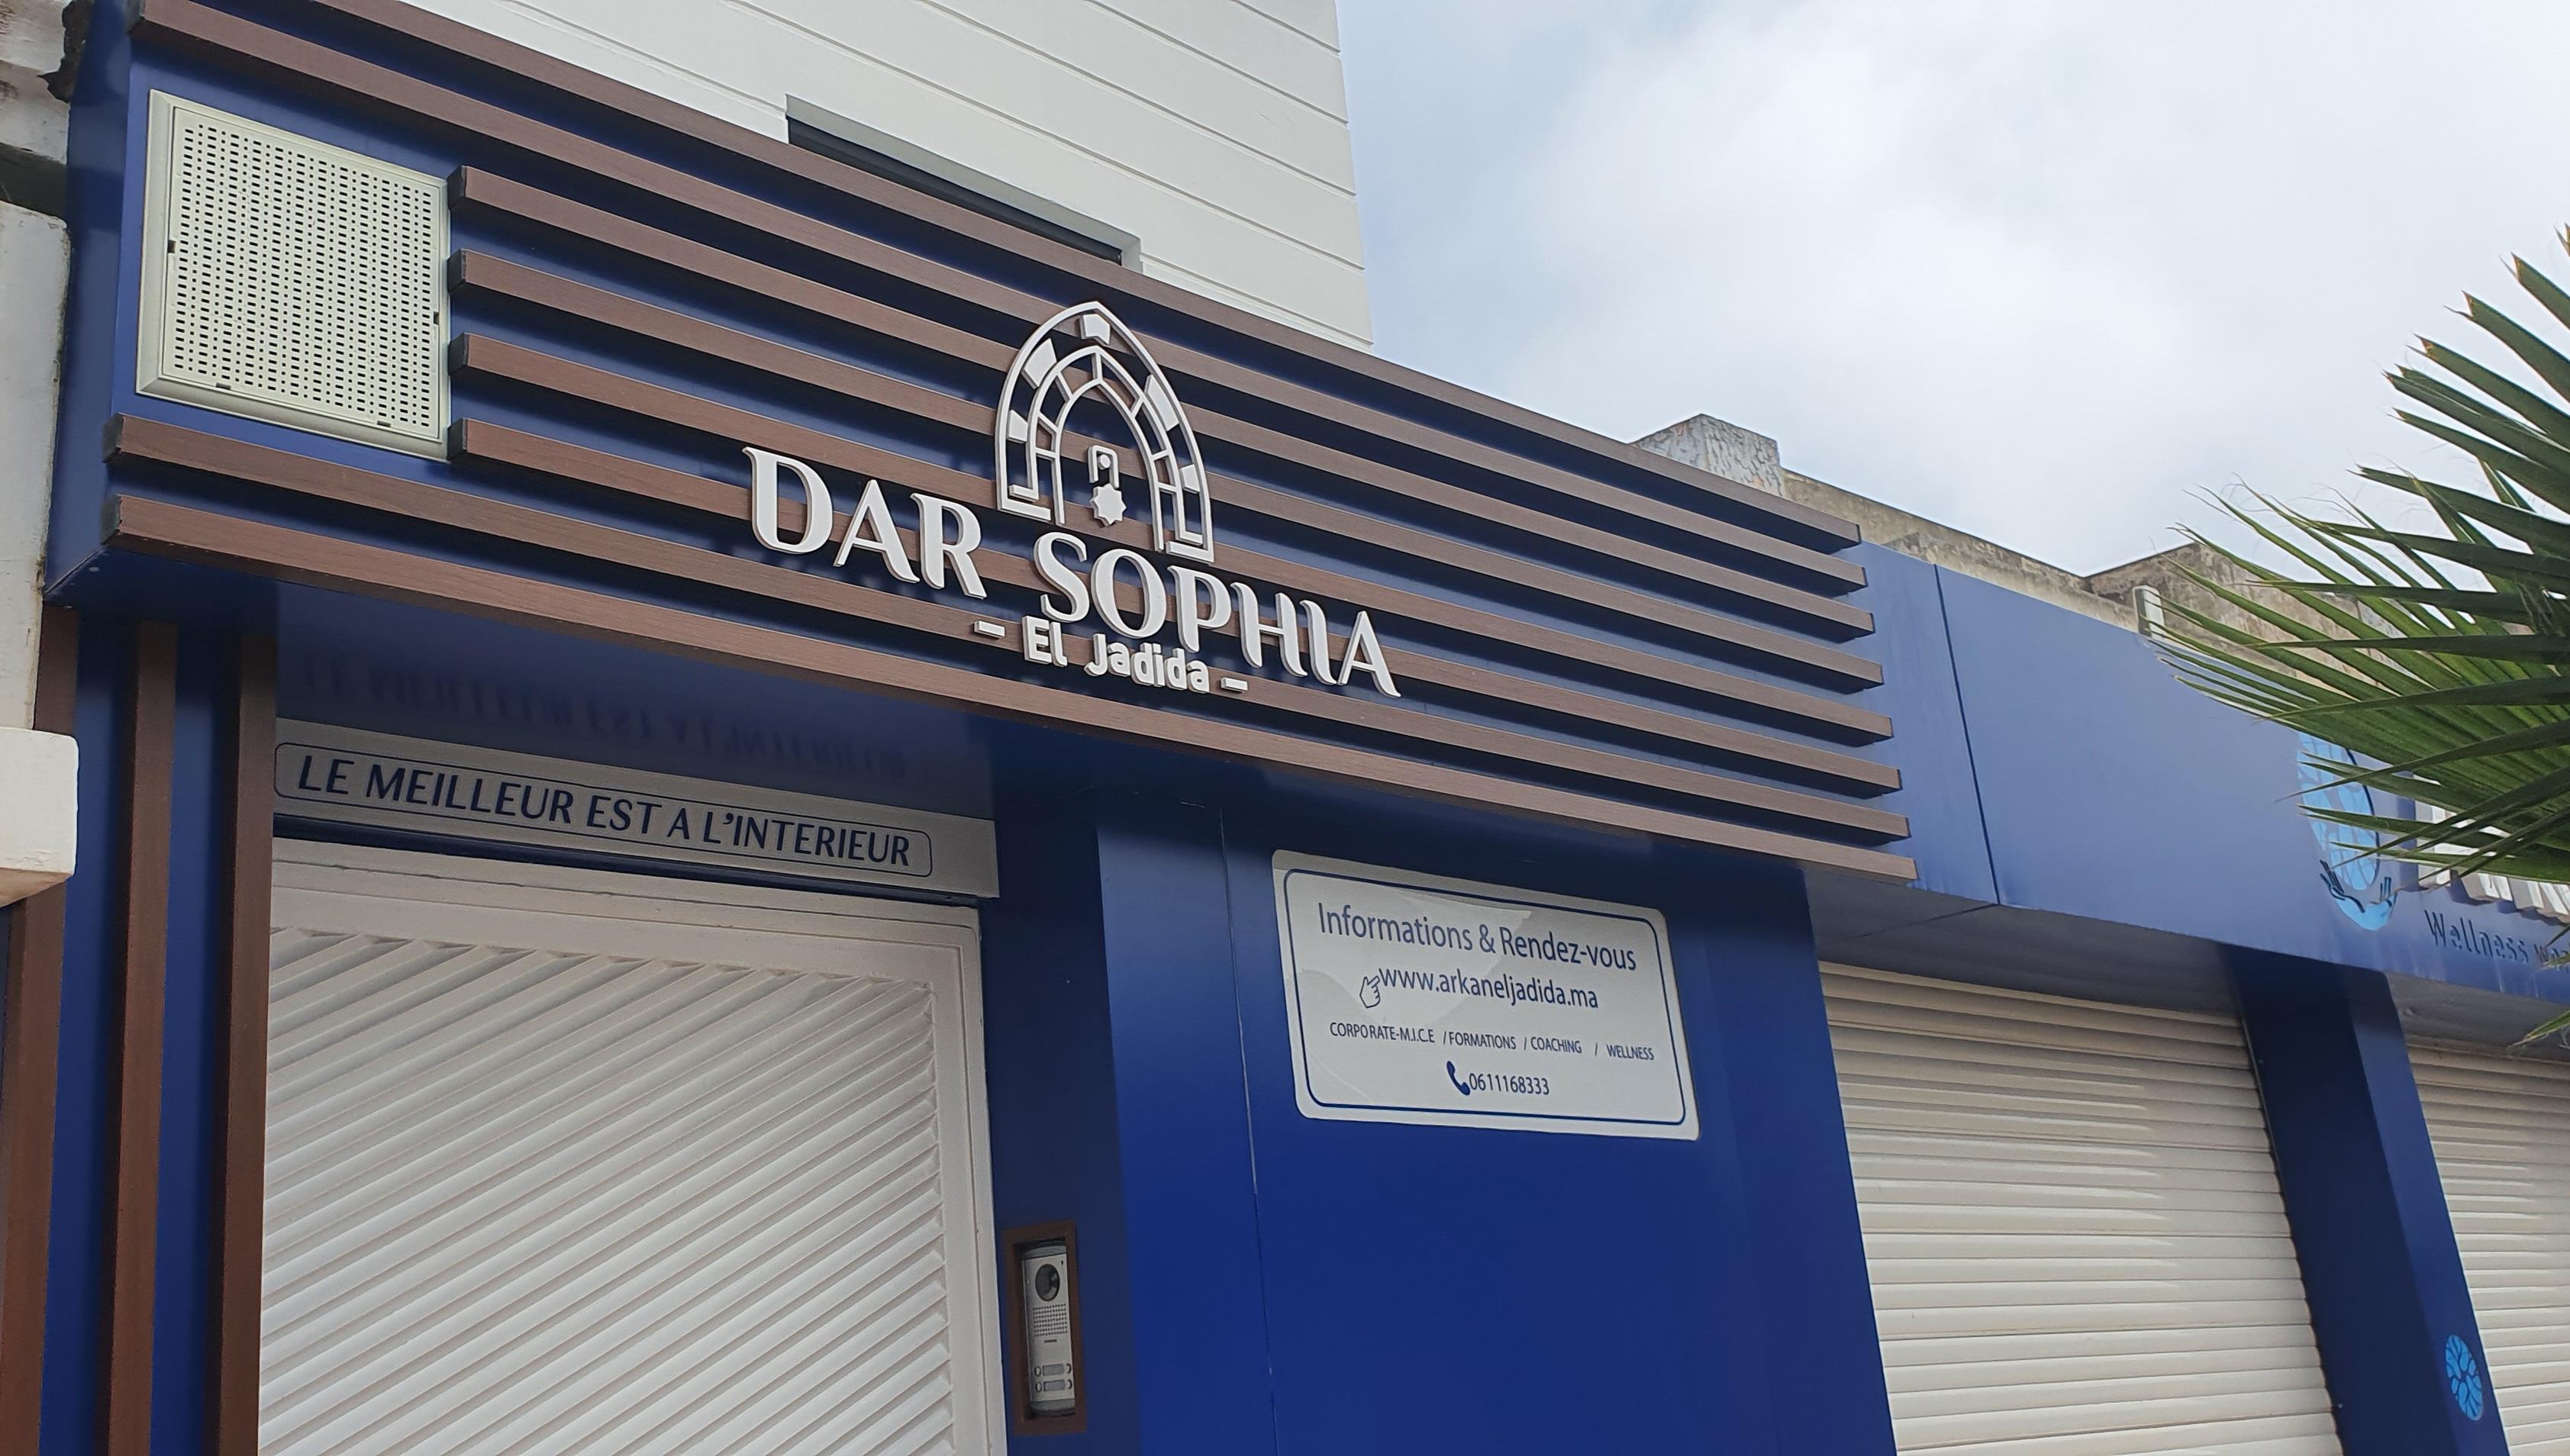 DAR SOPHIA
- El Jadida -
LE MEILLEUR EST A L'INTERIEUR
Informations & Rendez-vous
www.arkaneljadida.ma
CORPORATE-M.I.C.E / FORMATIONS / COACHING / WELLNESS
0611168333
Wellness